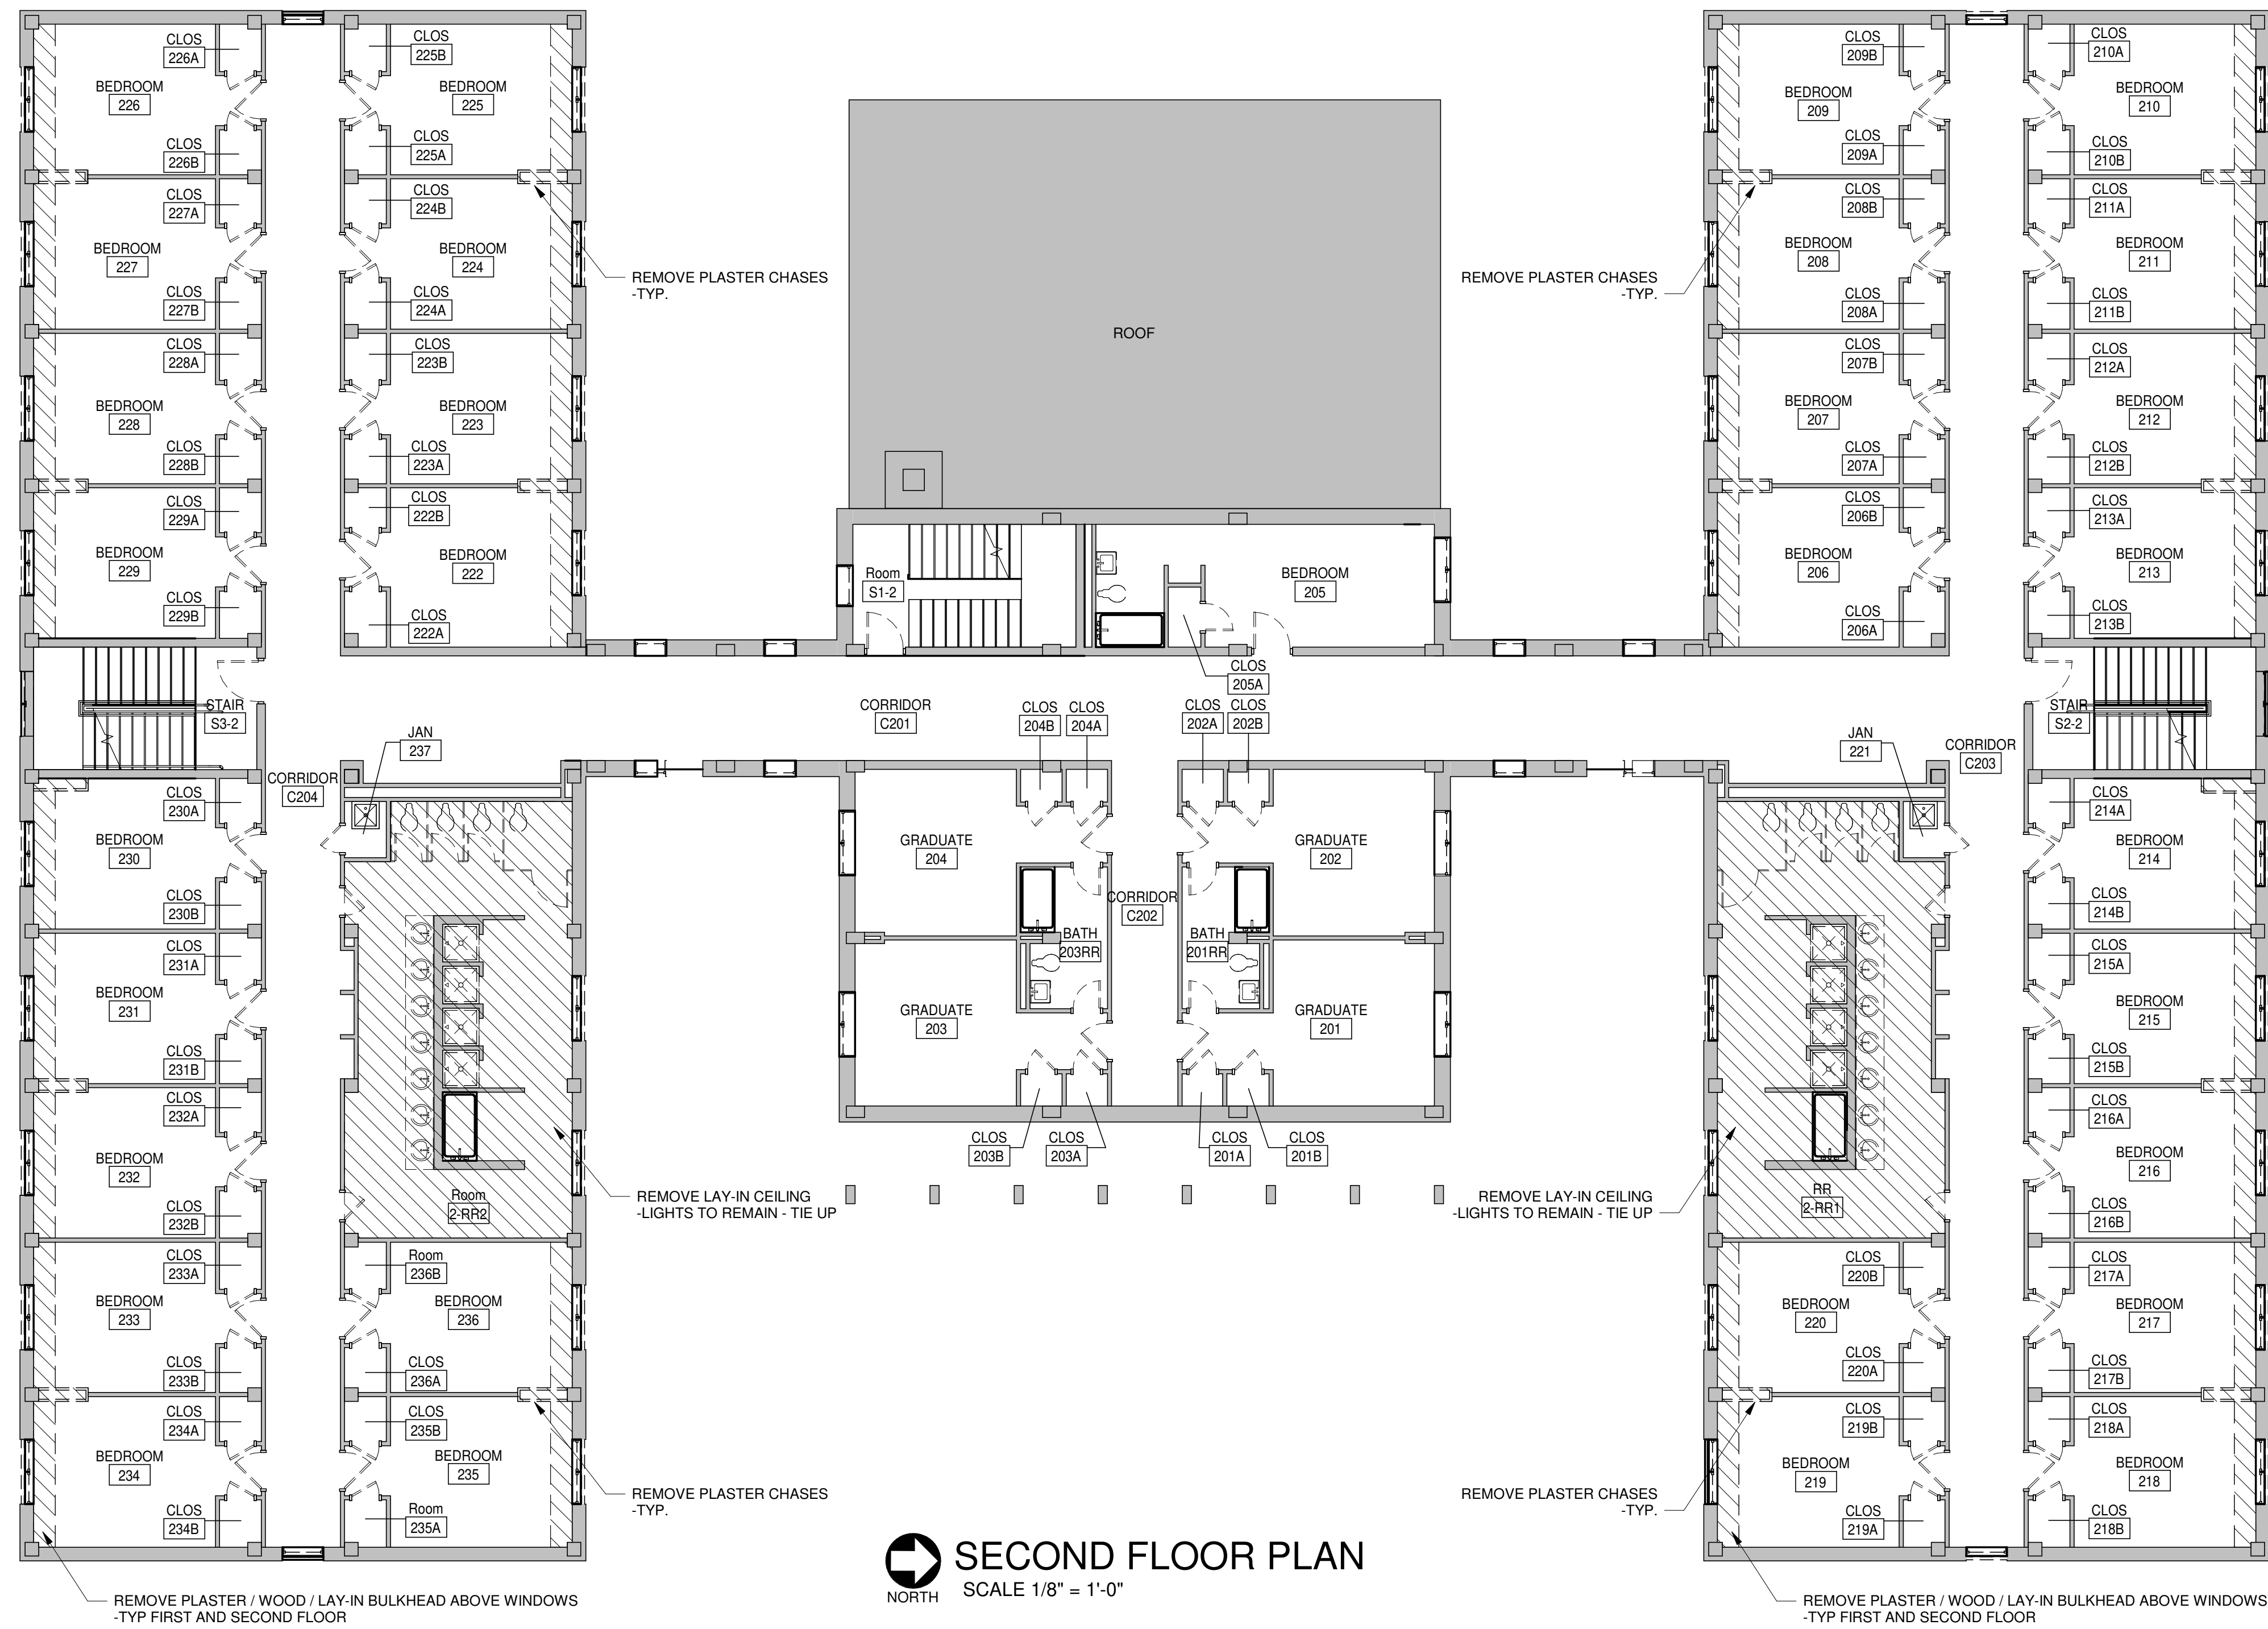 CLOS
226A
BEDROOM
226
CLOS
226B
CLOS
227A
BEDROOM
227
CLOS
227B
CLOS
228A
BEDROOM
228
CLOS
228B
CLOS
229A
BEDROOM
229
CLOS
229B
CLOS
225B
BEDROOM
225
CLOS
225A
CLOS
224B
BEDROOM
224
CLOS
224A
CLOS
223B
BEDROOM
223
CLOS
223A
CLOS
222B
BEDROOM
222
CLOS
222A
REMOVE PLASTER CHASES
-TYP.
STAIR
S3-2
JAN
237
CORRIDOR
C204
CLOS
230A
BEDROOM
230
CLOS
230B
CLOS
231A
BEDROOM
231
CLOS
231B
CLOS
232A
BEDROOM
232
CLOS
232B
CLOS
233A
BEDROOM
233
CLOS
233B
CLOS
234A
BEDROOM
234
CLOS
234B
Room
2-RR2
Room
236B
BEDROOM
236
CLOS
236A
CLOS
235B
BEDROOM
235
Room
235A
REMOVE LAY-IN CEILING
-LIGHTS TO REMAIN - TIE UP
REMOVE PLASTER CHASES
-TYP.
REMOVE PLASTER / WOOD / LAY-IN BULKHEAD ABOVE WINDOWS
-TYP FIRST AND SECOND FLOOR
ROOF
Room
S1-2
BEDROOM
205
CLOS
205A
CORRIDOR
C201
CLOS
204B
CLOS
204A
CLOS
202A
CLOS
202B
GRADUATE
204
GRADUATE
202
CORRIDOR
C202
BATH
203RR
BATH
201RR
GRADUATE
203
GRADUATE
201
CLOS
203B
CLOS
203A
CLOS
201A
CLOS
201B
NORTH
SECOND FLOOR PLAN
SCALE 1/8" = 1'-0"
REMOVE PLASTER CHASES
-TYP.
CLOS
209B
BEDROOM
209
CLOS
209A
CLOS
208B
BEDROOM
208
CLOS
208A
CLOS
207B
BEDROOM
207
CLOS
207A
CLOS
206B
BEDROOM
206
CLOS
206A
CLOS
210A
BEDROOM
210
CLOS
210B
CLOS
211A
BEDROOM
211
CLOS
211B
CLOS
212A
BEDROOM
212
CLOS
212B
CLOS
213A
BEDROOM
213
CLOS
213B
STAIR
S2-2
JAN
221
CORRIDOR
C203
CLOS
214A
BEDROOM
214
CLOS
214B
CLOS
215A
BEDROOM
215
CLOS
215B
CLOS
216A
BEDROOM
216
CLOS
216B
CLOS
217A
BEDROOM
217
CLOS
217B
CLOS
218A
BEDROOM
218
CLOS
218B
REMOVE LAY-IN CEILING
-LIGHTS TO REMAIN - TIE UP
RR
2-RR1
CLOS
220B
BEDROOM
220
CLOS
220A
CLOS
219B
BEDROOM
219
CLOS
219A
REMOVE PLASTER CHASES
-TYP.
REMOVE PLASTER / WOOD / LAY-IN BULKHEAD ABOVE WINDOWS
-TYP FIRST AND SECOND FLOOR